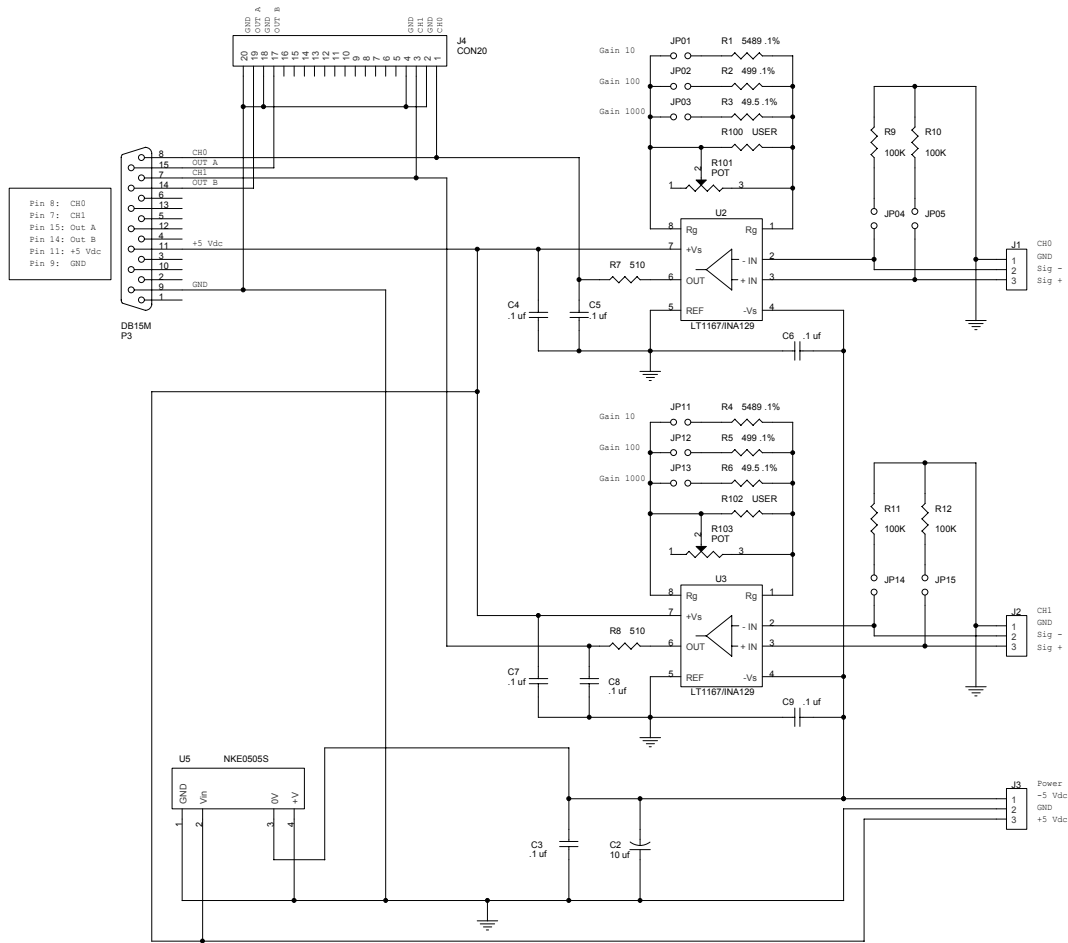 GND
OUT A
GND
OUT B
GND
CH1
GND
CH0
J4
CON20
20
19
18
17
16
15
14
13
12
11
10
9
8
7
6
5
4
3
2
1
8 CH0
15 OUT A
7 CH1
14 OUT B
6
13
5
12
4
11 +5 Vdc
3
10
2
9 GND
1
DB15M
P3
Pin 8: CH0
Pin 7: CH1
Pin 15: Out A
Pin 14: Out B
Pin 11: +5 Vdc
Pin 9: GND
Gain 10 JP01 R1 5489 .1%
Gain 100 JP02 R2 499 .1%
Gain 1000 JP03 R3 49.5 .1%
R100 USER
R101
POT
1 2 3
U2
8 Rg Rg 1
7 +Vs - IN 2
6 OUT + IN 3
5 REF -Vs 4
LT1167/INA129
R7 510
C4
.1 uf
C5
.1 uf
C6 .1 uf
R9
100K
R10
100K
JP04
JP05
J1 CH0
1 GND
2 Sig -
3 Sig +
Gain 10 JP11 R4 5489 .1%
Gain 100 JP12 R5 499 .1%
Gain 1000 JP13 R6 49.5 .1%
R102 USER
R103
POT
1 2 3
U3
8 Rg Rg 1
7 +Vs - IN 2
6 OUT + IN 3
5 REF -Vs 4
LT1167/INA129
R8 510
C7
.1 uf
C8
.1 uf
C9 .1 uf
R11
100K
R12
100K
JP14
JP15
J2 CH1
1 GND
2 Sig -
3 Sig +
U5 NKE0505S
GND
Vin
0V
+V
1
2
3
4
C3
.1 uf
C2
10 uf
J3 Power
1 -5 Vdc
2 GND
3 +5 Vdc